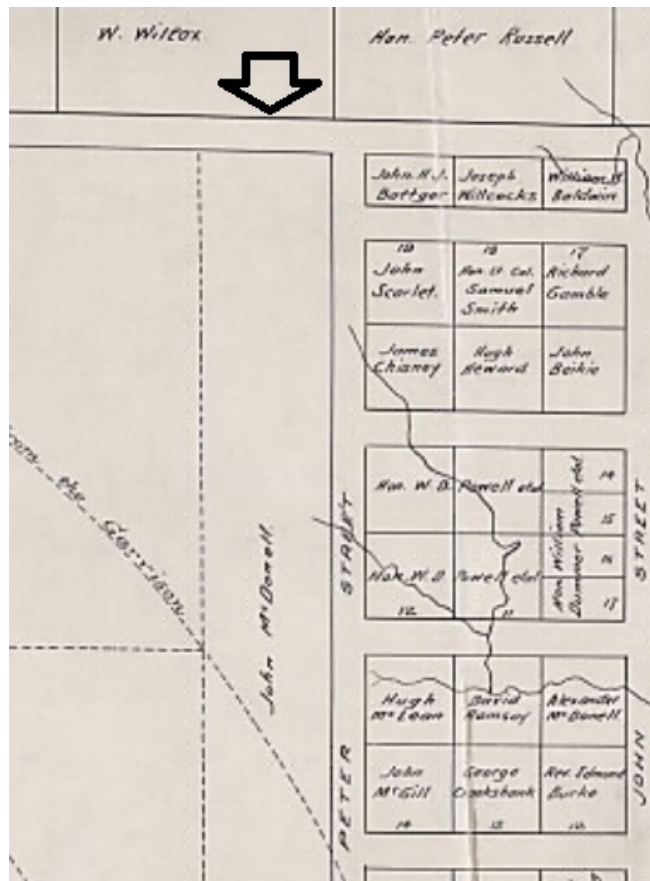 W. Wilcox
Hon. Peter Russell
John H.J.
Bottger
Joseph
Willcocks
William W.
Baldwin
19
John
Scarlet.
18
Hon. Lt. Col.
Samuel
Smith
17
Richard
Gamble
James
Chisney
Hugh
Heward
John
Beikie
Hon. W. D.
Powell etal
Hon. William
Dummer Powell etal
14
15
16
17
Hon. W. D.
Powell etal
12
11
the Garrison
John McDonell.
PETER STREET
JOHN STREET
Hugh
McLean
David
Ramsay
Alexander
McDonell
John
McGill
14
George
Crookshank
Rev. Edmund
Burke